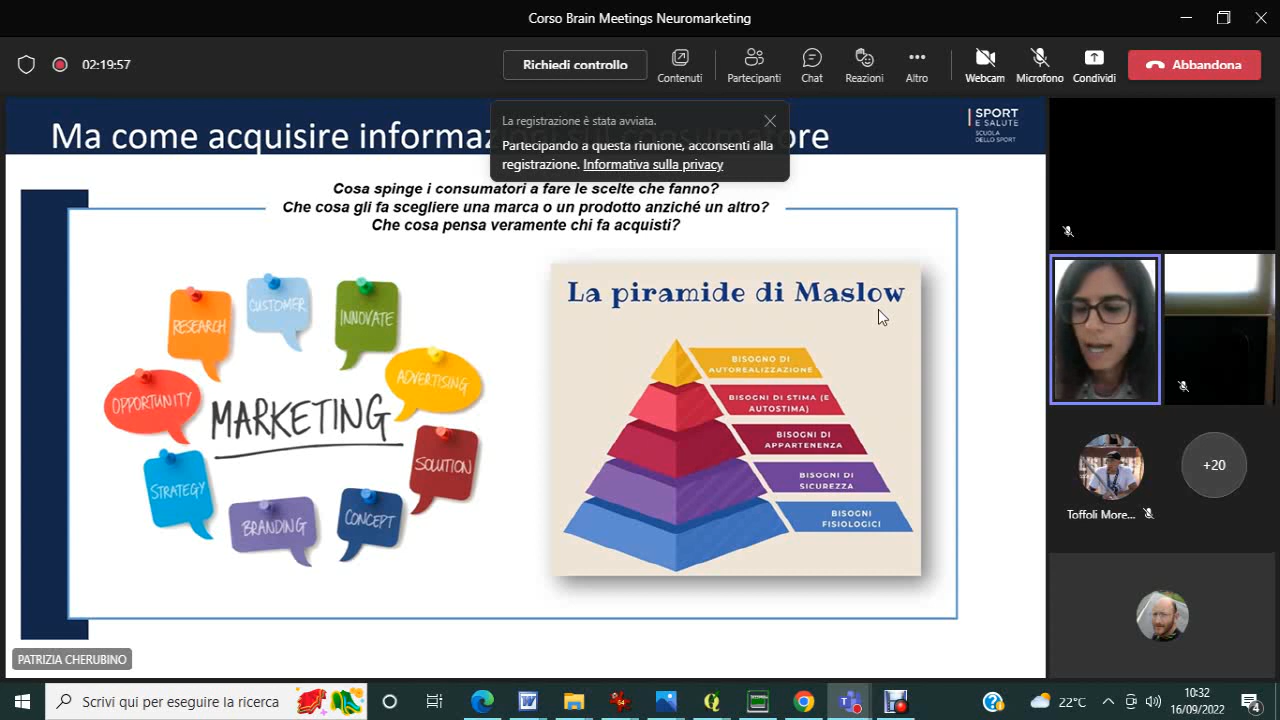 Corso Brain Meetings Neuromarketing
02:19:57
Richiedi controllo
Contenuti
Partecipanti
Chat
Reazioni
Altro
Webcam
Microfono
Condividi
Abbandona
La registrazione è stata avviata.
Partecipando a questa riunione, acconsenti alla
registrazione. Informativa sulla privacy
Ma come acquisire informaz
SPORT
E SALUTE
SCUOLA
DELLO SPORT
Cosa spinge i consumatori a fare le scelte che fanno?
Che cosa gli fa scegliere una marca o un prodotto anziché un altro?
Che cosa pensa veramente chi fa acquisti?
RESEARCH
CUSTOMER
INNOVATE
ADVERTISING
OPPORTUNITY
MARKETING
SOLUTION
STRATEGY
BRANDING
CONCEPT
La piramide di Maslow
BISOGNO DI
AUTOREALIZZAZIONE
BISOGNI DI STIMA (E
AUTOSTIMA)
BISOGNI DI
APPARTENENZA
BISOGNI DI
SICUREZZA
BISOGNI
FISIOLOGICI
+20
Toffoli More...
PATRIZIA CHERUBINO
Scrivi qui per eseguire la ricerca
22°C
10:32
16/09/2022
4